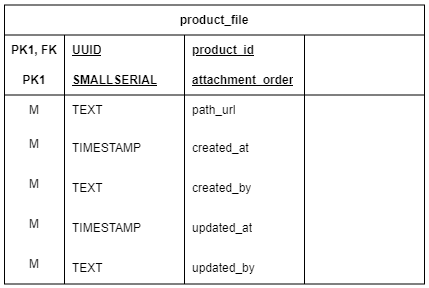 product_file
PK1, FK UUID product_id
PK1 SMALLSERIAL attachment_order
M TEXT path_url
M TIMESTAMP created_at
M TEXT created_by
M TIMESTAMP updated_at
M TEXT updated_by